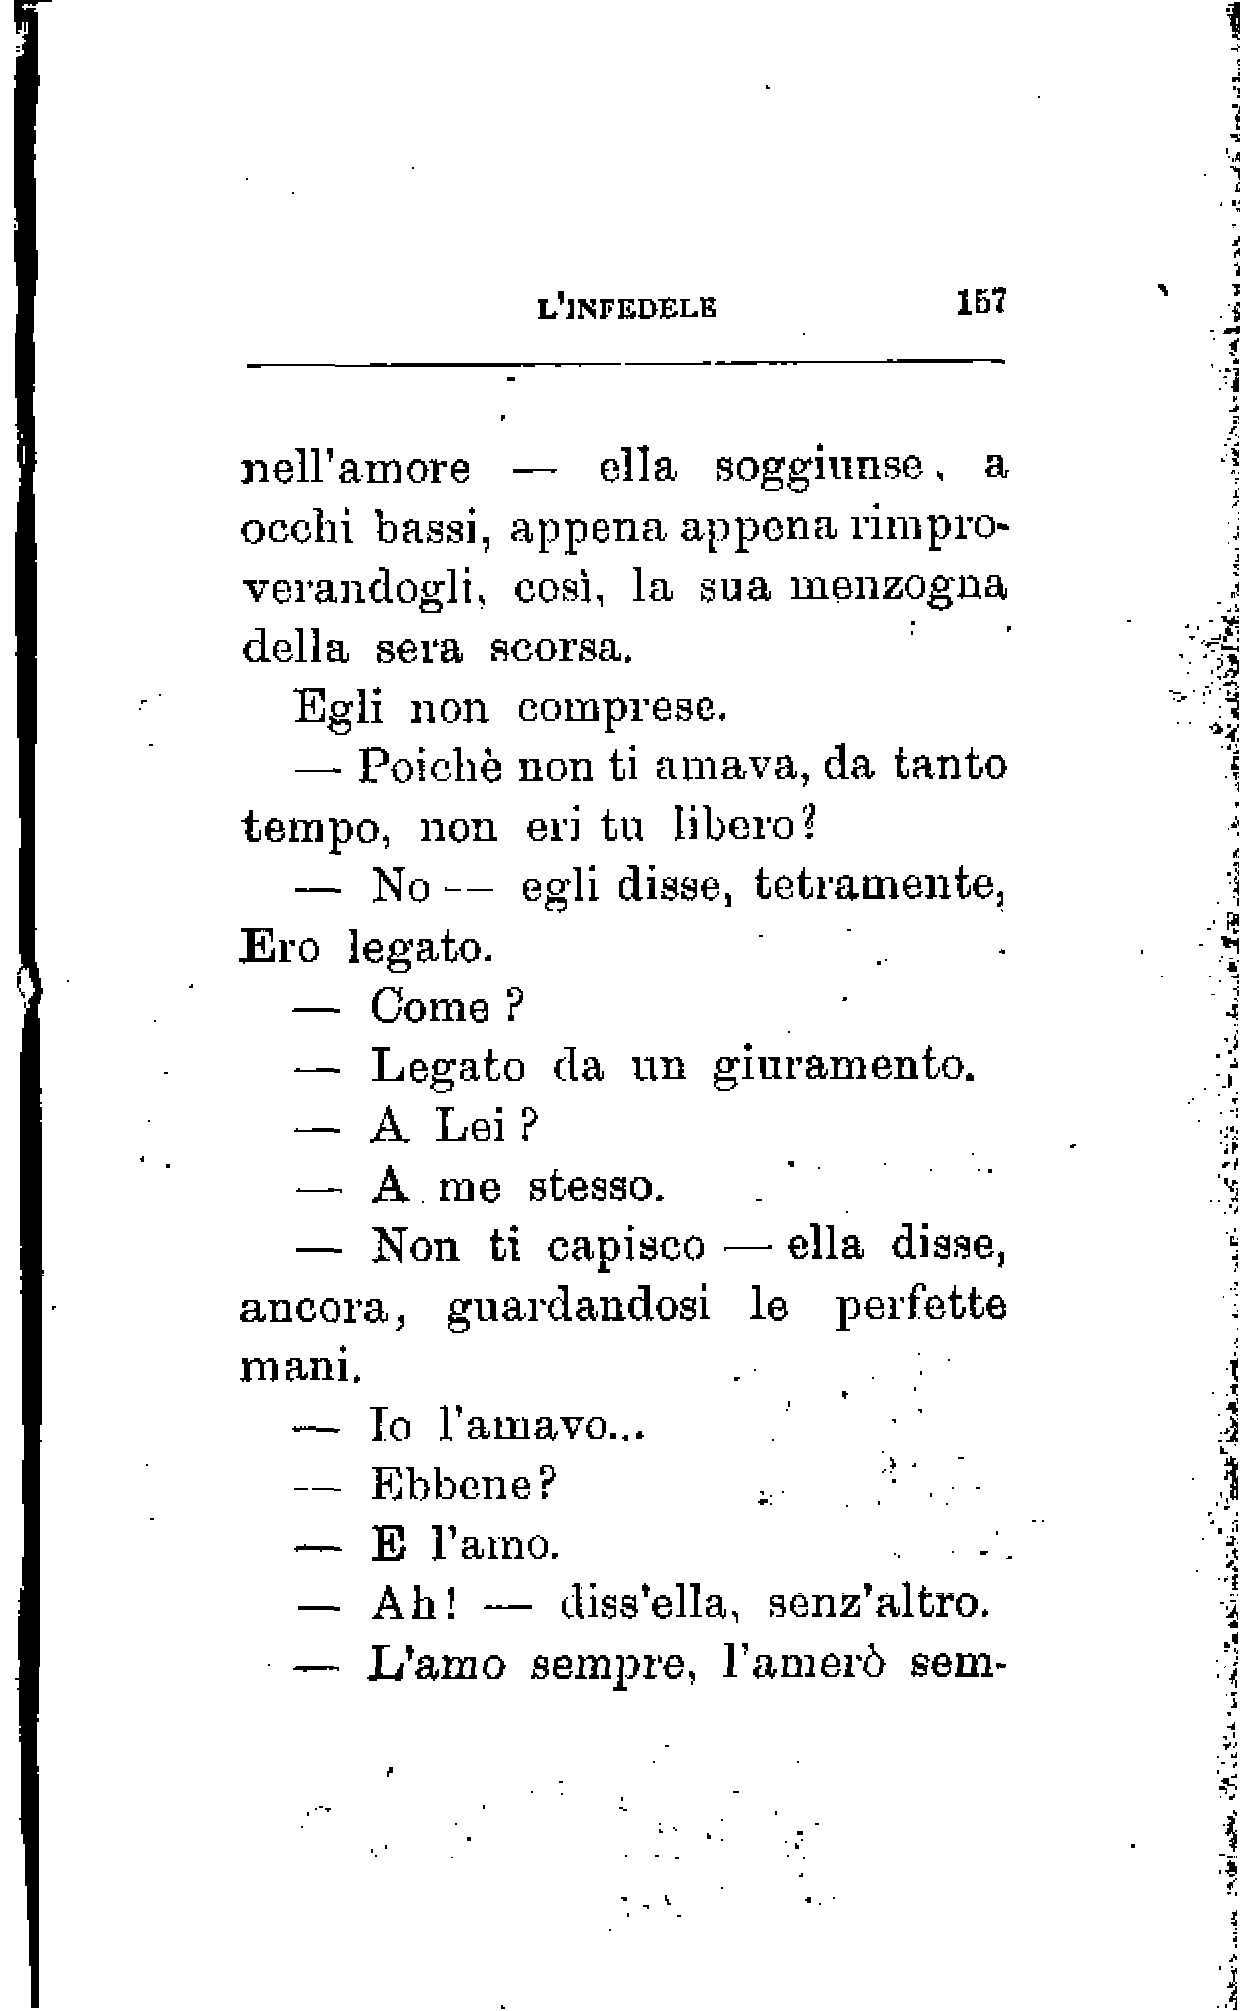 L'INFEDELE 157
nell'amore — ella soggiunse, a
occhi bassi, appena appena rimpro-
verandogli, così, la sua menzogna
della sera scorsa.
Egli non comprese.
— Poichè non ti amava, da tanto
tempo, non eri tu libero?
— No — egli disse, tetramente,
Ero legato.
— Come?
— Legato da un giuramento.
— A Lei?
— A me stesso.
— Non ti capisco — ella disse,
ancora, guardandosi le perfette
mani.
— Io l'amavo...
— Ebbene?
— E l'amo.
— Ah! — diss'ella, senz'altro.
— L'amo sempre, l'amerò sem-